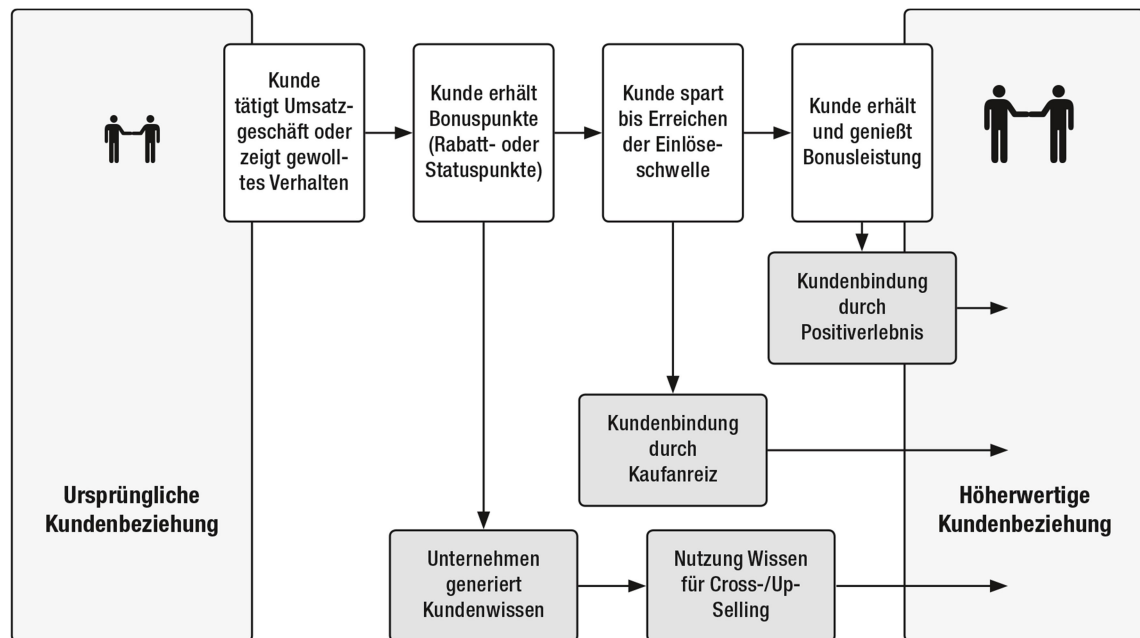 Kunde
tätigt Umsatz-
geschäft oder
zeigt gewoll-
tes Verhalten
Kunde erhält
Bonuspunkte
(Rabatt- oder
Statuspunkte)
Kunde spart
bis Erreichen
der Einlöse-
schwelle
Kunde erhält
und genießt
Bonusleistung
Kundenbindung
durch
Positiverlebnis
Kundenbindung
durch
Kaufanreiz
Ursprüngliche
Kundenbeziehung
Höherwertige
Kundenbeziehung
Unternehmen
generiert
Kundenwissen
Nutzung Wissen
für Cross-/Up-
Selling